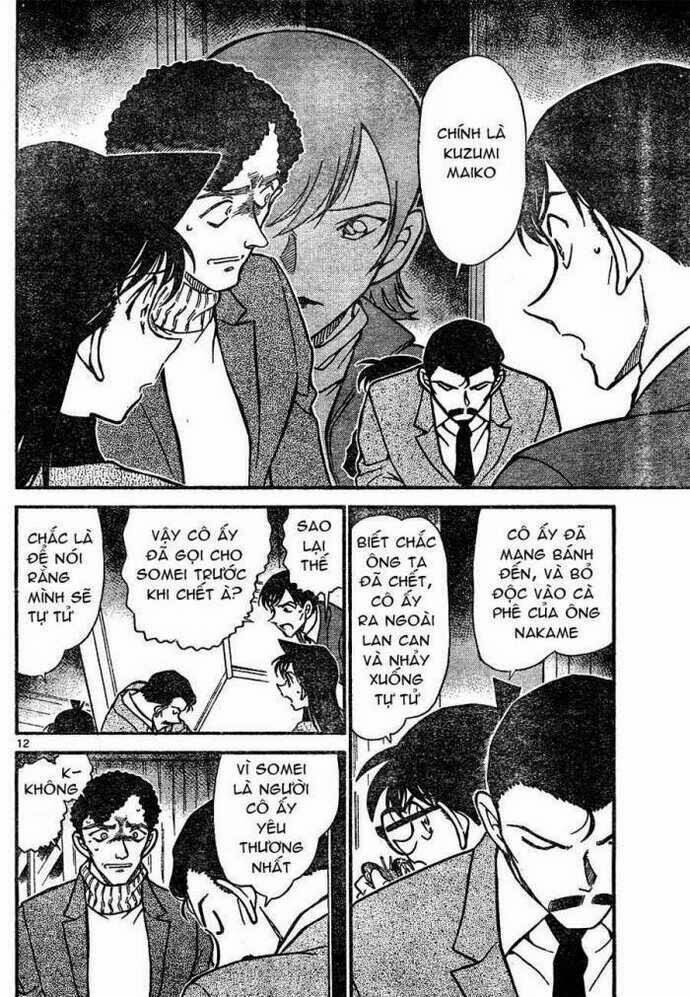 CHÍNH LÀ
KUZUMI
MAIKO
CÔ ẤY ĐÃ
MANG BÁNH
ĐẾN, VÀ BỎ
ĐỘC VÀO CÀ
PHÊ CỦA ÔNG
NAKAME
BIẾT CHẮC
ÔNG TA
ĐÃ CHẾT,
CÔ ẤY
RA NGOÀI
LAN CAN
VÀ NHẢY
XUỐNG
TỰ TỬ
SAO
LẠI
THẾ
VẬY CÔ ẤY
ĐÃ GỌI CHO
SOMEI TRƯỚC
KHI CHẾT À?
CHẮC LÀ
ĐỂ NÓI
RẰNG
MÌNH SẼ
TỰ TỬ
12
VÌ SOMEI
LÀ NGƯỜI
CÔ ẤY
YÊU
THƯƠNG
NHẤT
K-
KHÔNG